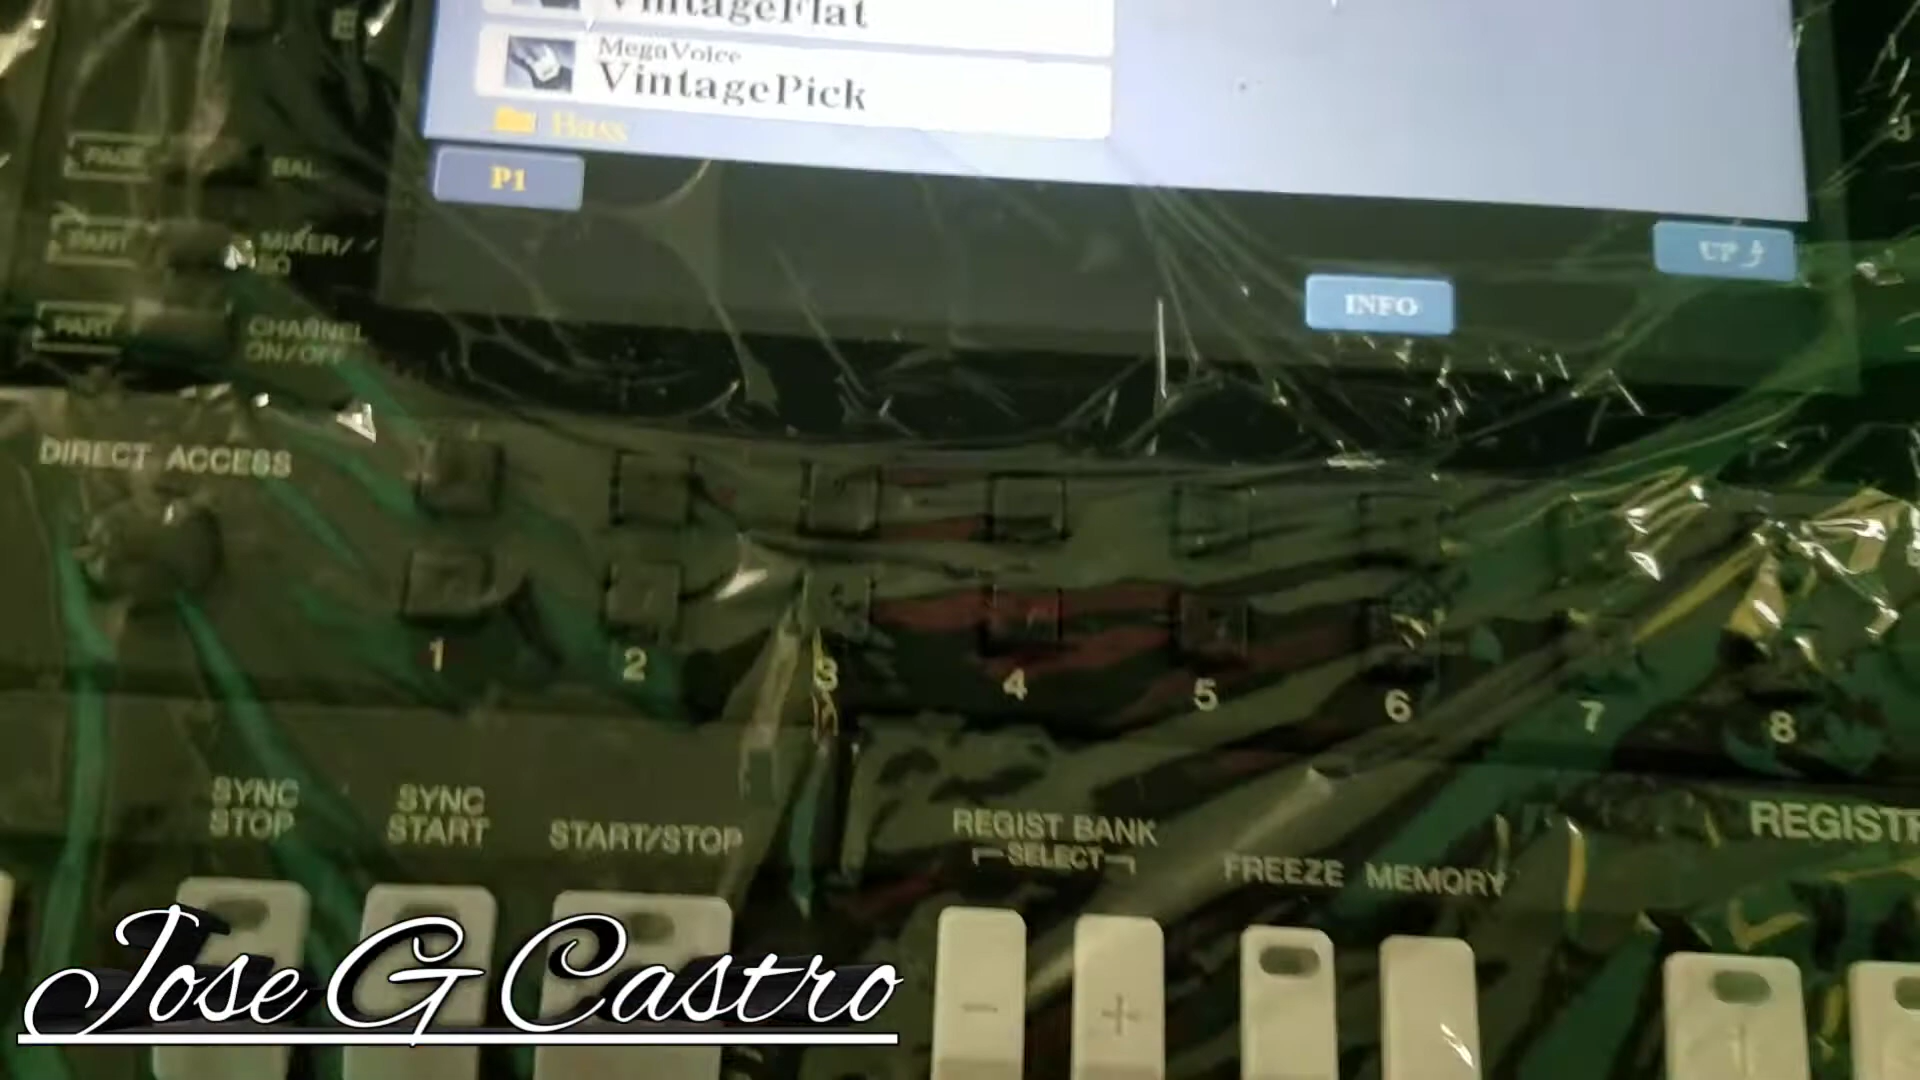 VintageFlat
MegaVoice
VintagePick
Bass
P1
UP
INFO
PAGE
BAL
PART
MIXER/
PART
CHANNEL
ON/OFF
DIRECT ACCESS
1 2 3 4 5 6 7 8
SYNC
STOP
SYNC
START
START/STOP
REGIST BANK
SELECT
FREEZE MEMORY
REGISTR
- +
1
Jose G Castro